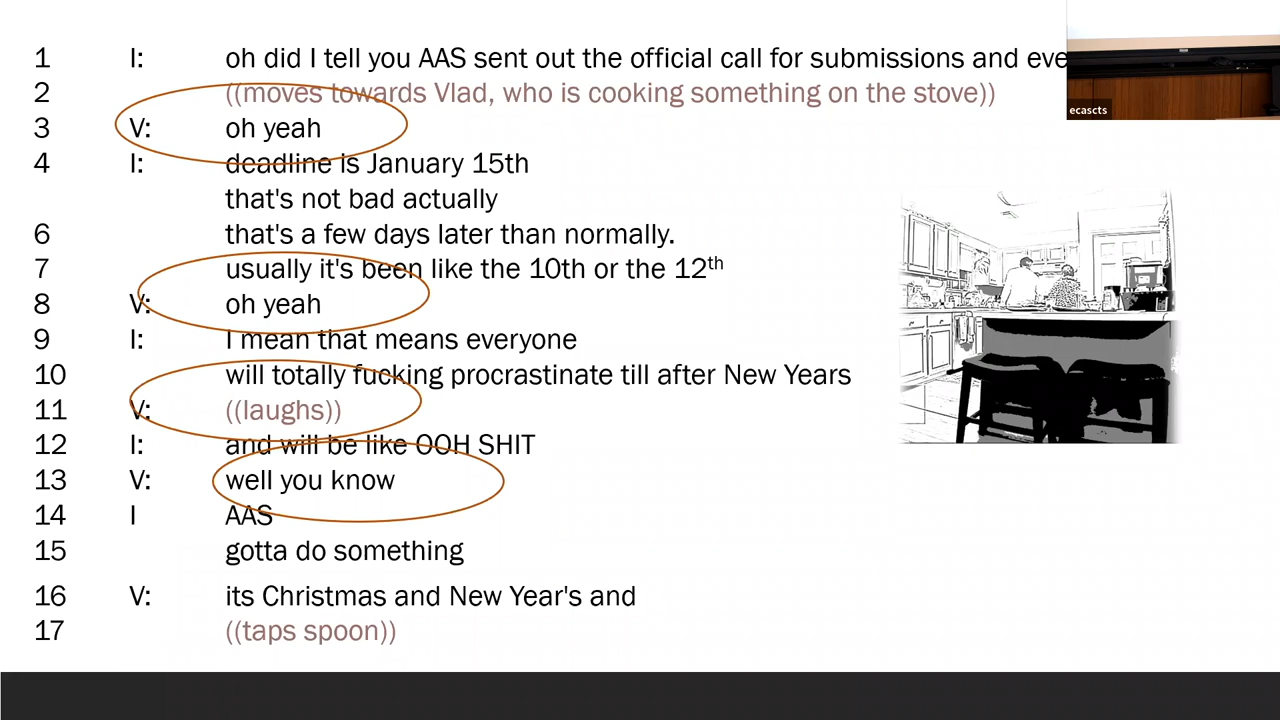 1 I: oh did I tell you AAS sent out the official call for submissions and eve
2 ((moves towards Vlad, who is cooking something on the stove))
3 V: oh yeah
4 I: deadline is January 15th
that's not bad actually
6 that's a few days later than normally.
7 usually it's been like the 10th or the 12th
8 V: oh yeah
9 I: I mean that means everyone
10 will totally fucking procrastinate till after New Years
11 V: ((laughs))
12 I: and will be like OOH SHIT
13 V: well you know
14 I AAS
15 gotta do something
16 V: its Christmas and New Year's and
17 ((taps spoon))
ecascts